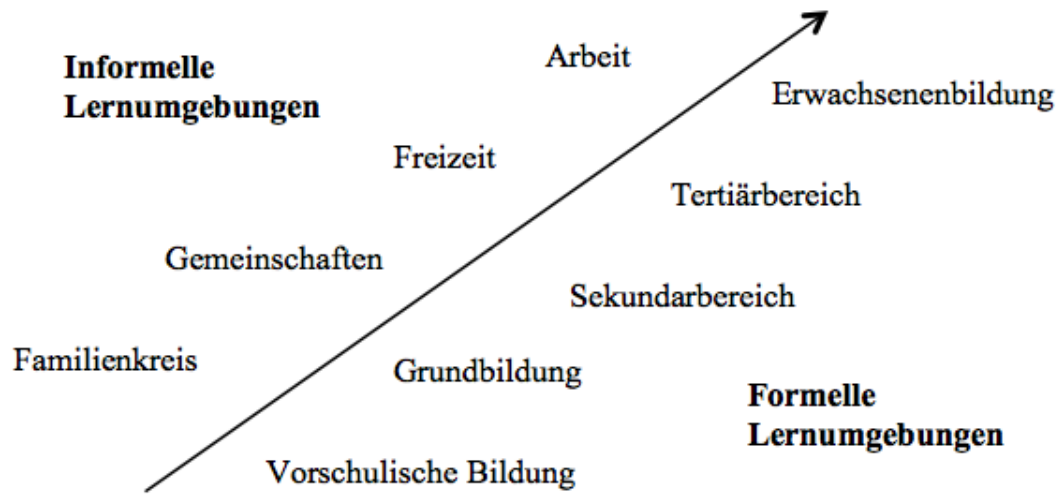 Informelle
Lernumgebungen
Arbeit
Erwachsenenbildung
Freizeit
Tertiärbereich
Gemeinschaften
Sekundarbereich
Familienkreis
Grundbildung
Formelle
Lernumgebungen
Vorschulische Bildung